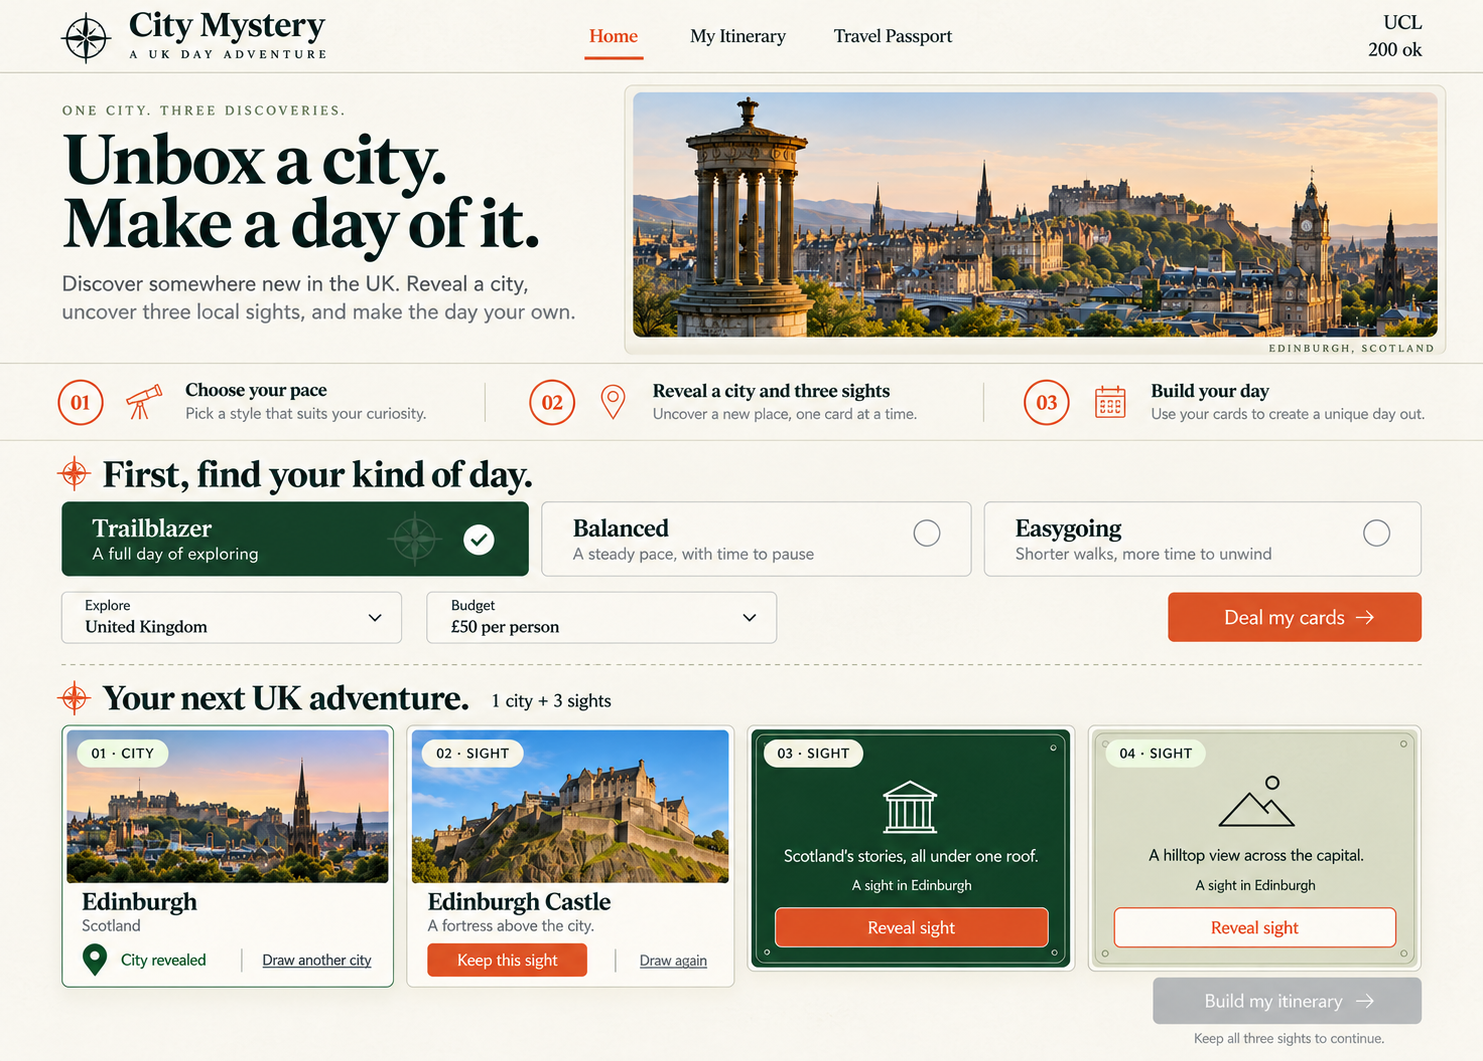 City Mystery
A UK DAY ADVENTURE
Home
My Itinerary
Travel Passport
UCL
200 ok
ONE CITY. THREE DISCOVERIES.
Unbox a city.
Make a day of it.
Discover somewhere new in the UK. Reveal a city,
uncover three local sights, and make the day your own.
EDINBURGH, SCOTLAND
01
Choose your pace
Pick a style that suits your curiosity.
02
Reveal a city and three sights
Uncover a new place, one card at a time.
03
Build your day
Use your cards to create a unique day out.
First, find your kind of day.
Trailblazer
A full day of exploring
Balanced
A steady pace, with time to pause
Easygoing
Shorter walks, more time to unwind
Explore
United Kingdom
Budget
£50 per person
Deal my cards →
Your next UK adventure.
1 city + 3 sights
01 · CITY
Edinburgh
Scotland
City revealed
Draw another city
02 · SIGHT
Edinburgh Castle
A fortress above the city.
Keep this sight
Draw again
03 · SIGHT
Scotland's stories, all under one roof.
A sight in Edinburgh
Reveal sight
04 · SIGHT
A hilltop view across the capital.
A sight in Edinburgh
Reveal sight
Build my itinerary →
Keep all three sights to continue.